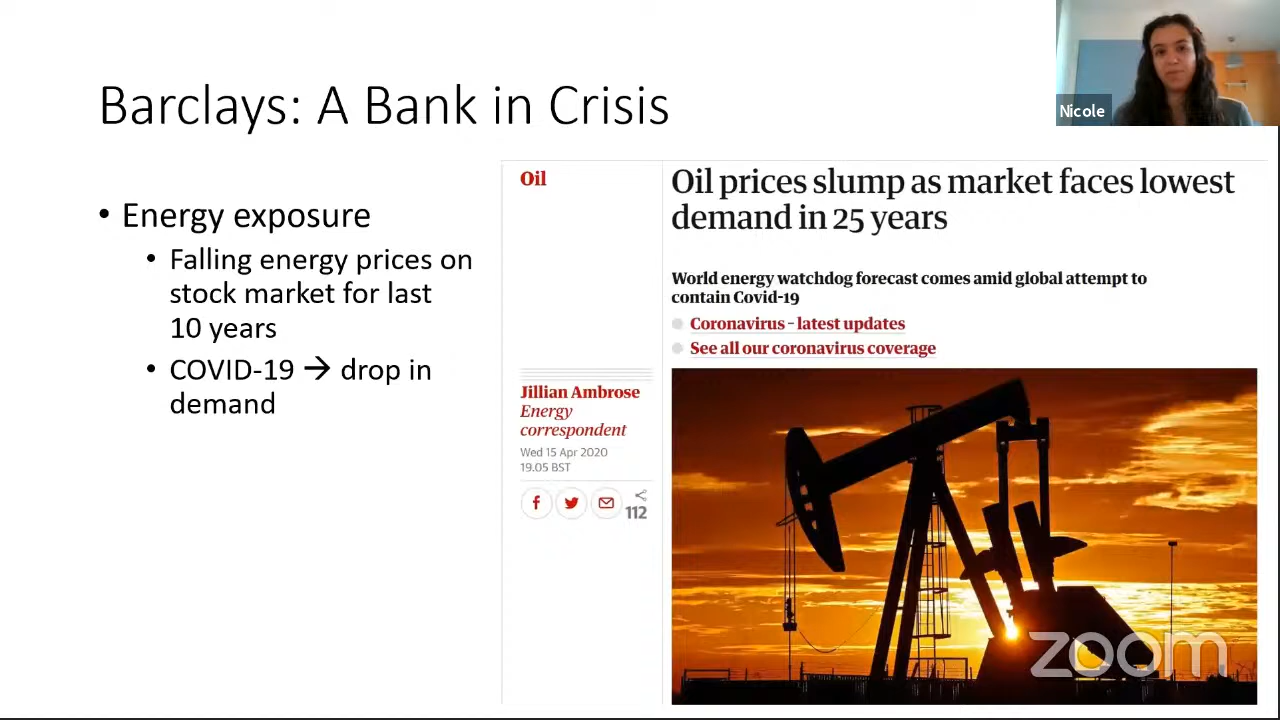 Barclays: A Bank in Crisis
Nicole
• Energy exposure
• Falling energy prices on
stock market for last
10 years
• COVID-19 → drop in
demand
Oil
Oil prices slump as market faces lowest
demand in 25 years
World energy watchdog forecast comes amid global attempt to
contain Covid-19
Coronavirus – latest updates
See all our coronavirus coverage
Jillian Ambrose
Energy
correspondent
Wed 15 Apr 2020
19.05 BST
112
zoom